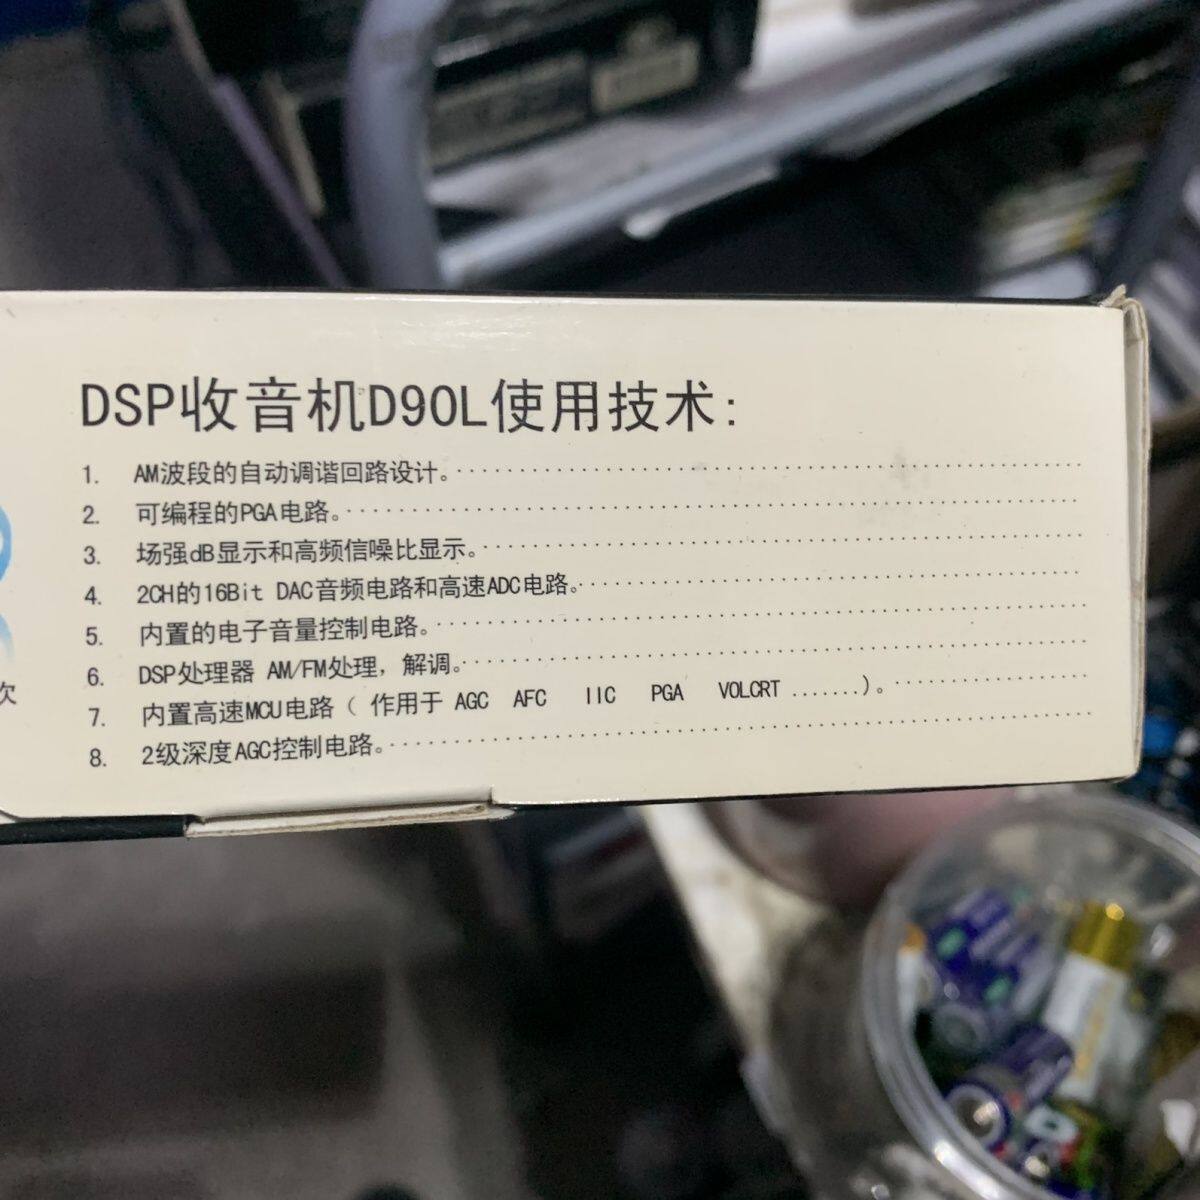 DSP收音机D90L使用技术:
1. AM波段的自动调谐回路设计。
2. 可编程的PGA电路。
3. 场强dB显示和高频信噪比显示。
4. 2CH的16Bit DAC音频电路和高速ADC电路。
5. 内置的电子音量控制电路。
6. DSP处理器 AM/FM处理，解调。
次
7. 内置高速MCU电路（ 作用于 AGC AFC IIC PGA VOLCRT .......）。
8. 2级深度AGC控制电路。